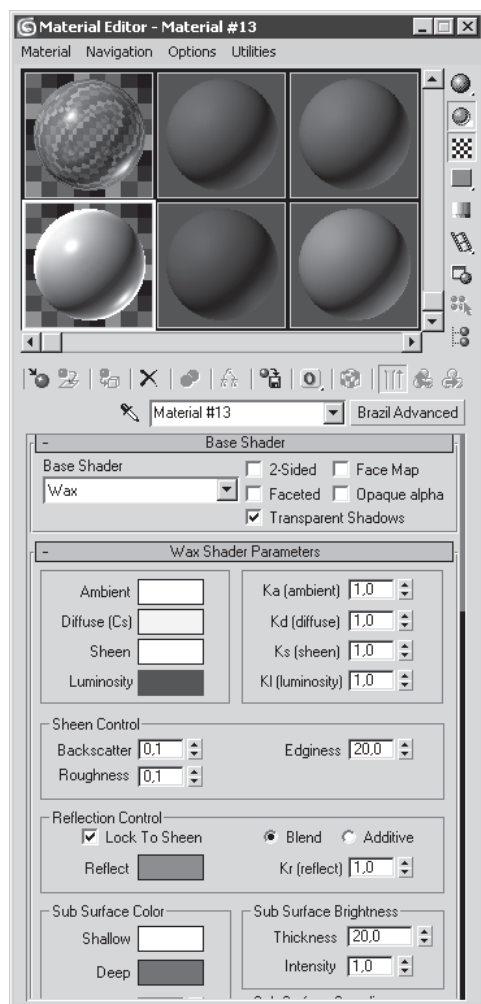 Material Editor - Material #13
Material Navigation Options Utilities
Material #13 Brazil Advanced
- Base Shader
Base Shader
Wax
2-Sided Face Map
Faceted Opaque alpha
Transparent Shadows
- Wax Shader Parameters
Ambient Ka (ambient) 1,0
Diffuse (Cs) Kd (diffuse) 1,0
Sheen Ks (sheen) 1,0
Luminosity Kl (luminosity) 1,0
Sheen Control
Backscatter 0,1 Edginess 20,0
Roughness 0,1
Reflection Control
Lock To Sheen Blend Additive
Reflect Kr (reflect) 1,0
Sub Surface Color Sub Surface Brightness
Shallow Thickness 20,0
Deep Intensity 1,0